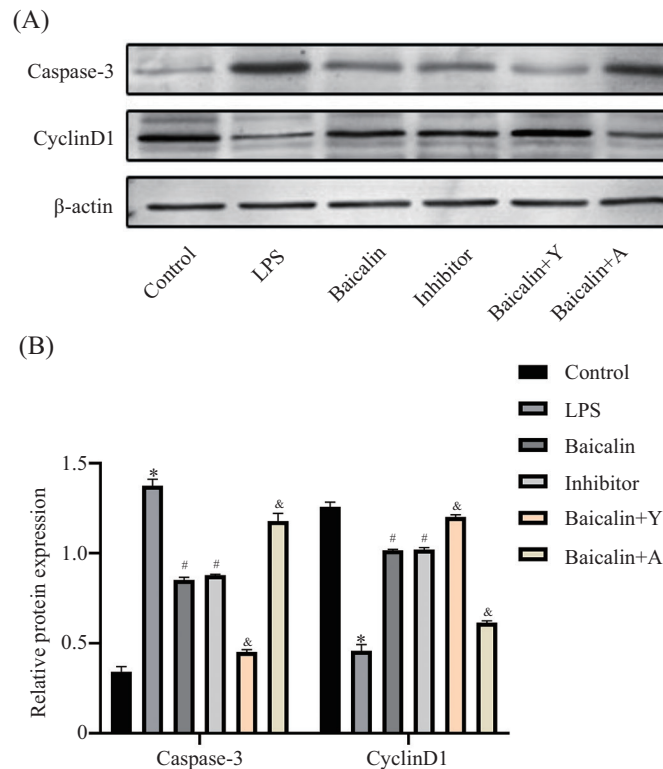 (A)
Caspase-3
CyclinD1
β-actin
Control
LPS
Baicalin
Inhibitor
Baicalin+Y
Baicalin+A
(B)
Control
LPS
Baicalin
Inhibitor
Baicalin+Y
Baicalin+A
Relative protein expression
1.5
1.0
0.5
0
*
#
#
&
&
*
#
#
&
&
Caspase-3
CyclinD1